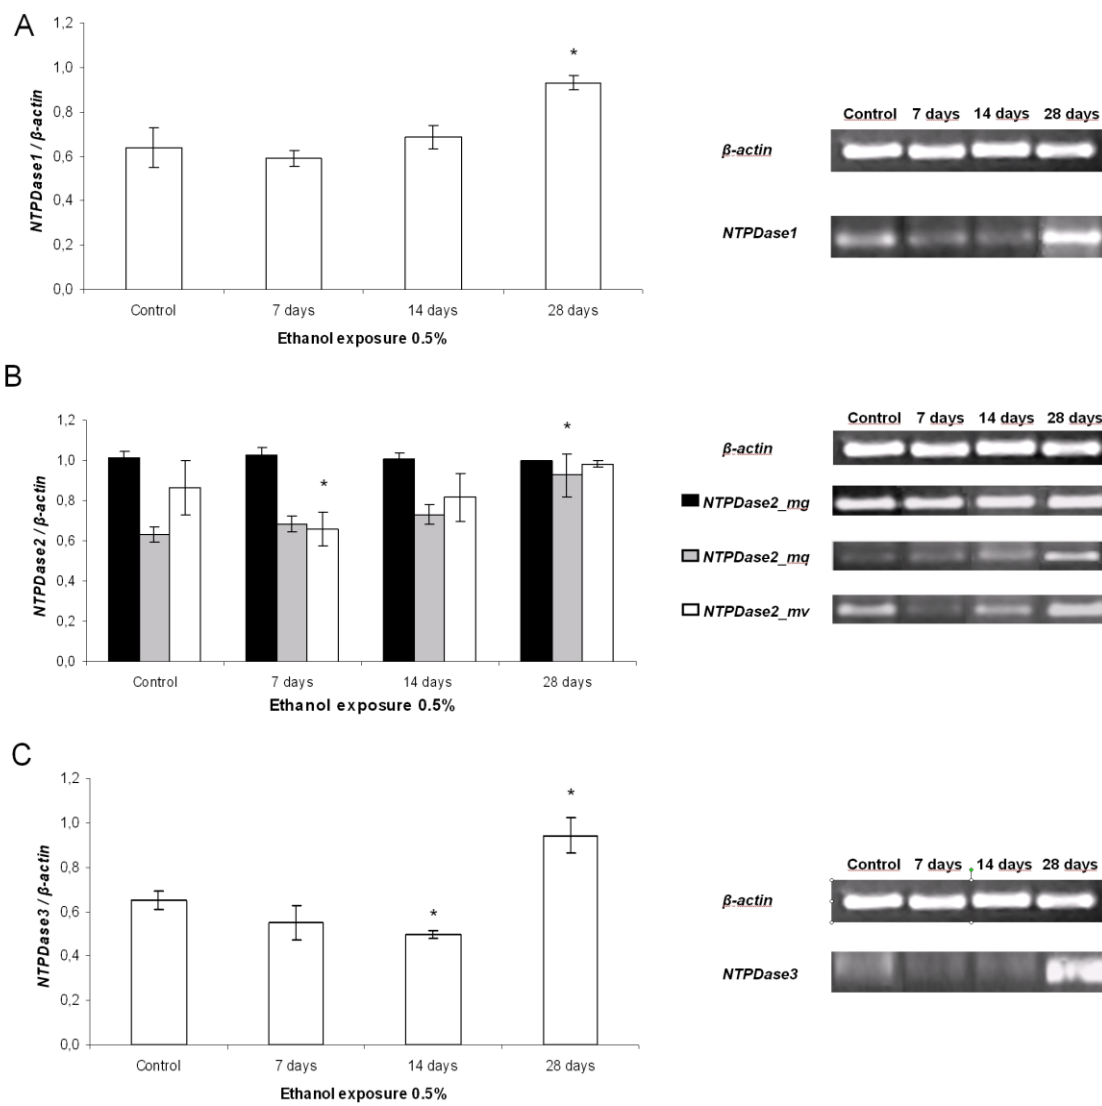 A
1,2
1,0
0,8
0,6
0,4
0,2
0,0
NTPDase1 / β-actin
*
Control 7 days 14 days 28 days
Ethanol exposure 0.5%
Control 7 days 14 days 28 days
β-actin
NTPDase1
B
1,2
1,0
0,8
0,6
0,4
0,2
0,0
NTPDase2 / β-actin
*
*
Control 7 days 14 days 28 days
Ethanol exposure 0.5%
Control 7 days 14 days 28 days
β-actin
NTPDase2_mg
NTPDase2_mq
NTPDase2_mv
C
1,2
1,0
0,8
0,6
0,4
0,2
0,0
NTPDase3 / β-actin
*
*
Control 7 days 14 days 28 days
Ethanol exposure 0.5%
Control 7 days 14 days 28 days
β-actin
NTPDase3